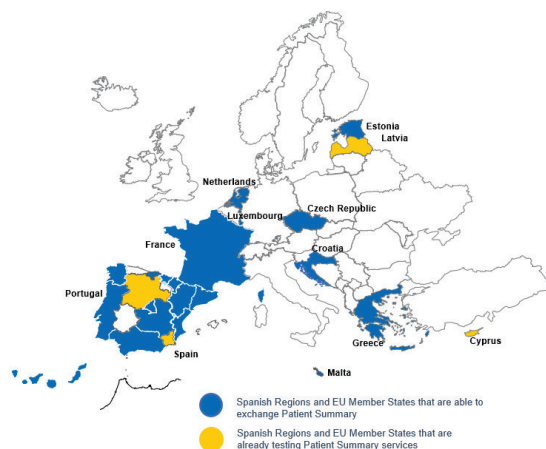 Estonia
Latvia
Netherlands
Luxembourg
Czech Republic
France
Croatia
Portugal
Spain
Greece
Cyprus
Malta
Spanish Regions and EU Member States that are able to
exchange Patient Summary
Spanish Regions and EU Member States that are
already testing Patient Summary services